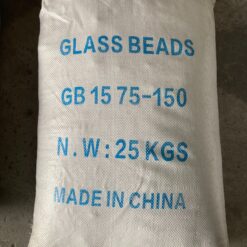 GLASS BEADS
GB 15 75-150
N.W: 25 KGS
MADE IN CHINA